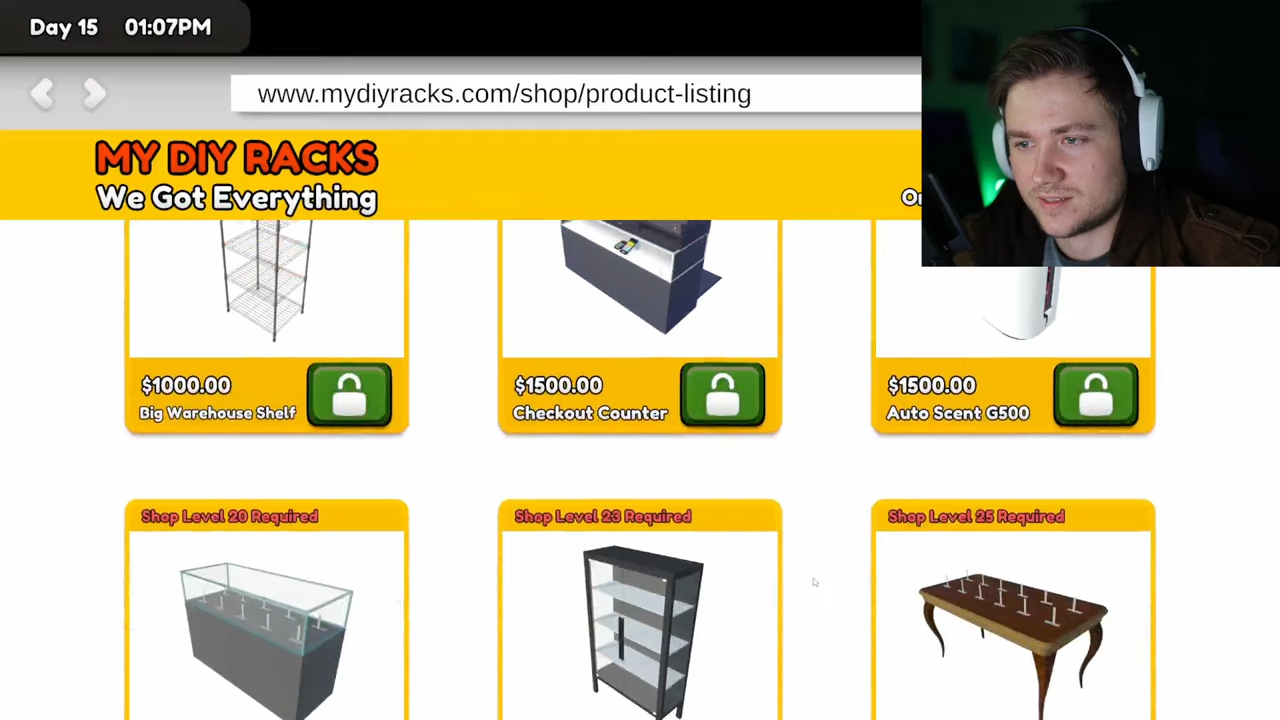 Day 15 01:07PM
www.mydiyracks.com/shop/product-listing
MY DIY RACKS
We Got Everything
$1000.00
Big Warehouse Shelf
$1500.00
Checkout Counter
$1500.00
Auto Scent G500
Shop Level 20 Required
Shop Level 23 Required
Shop Level 25 Required